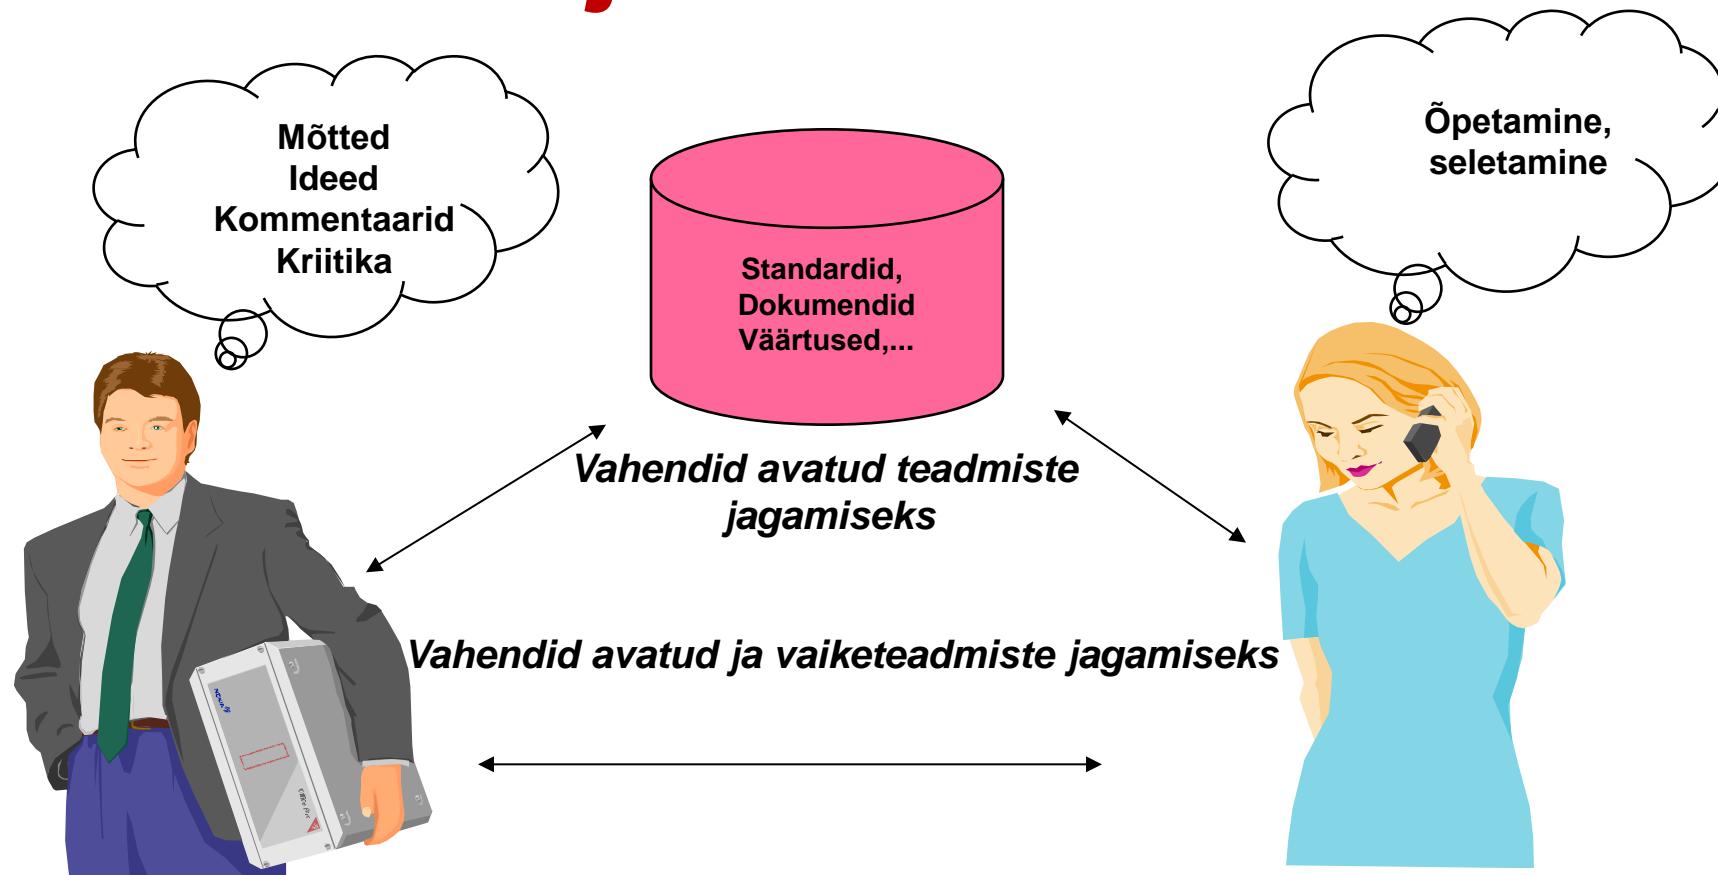 Mõtted
Ideed
Kommentaarid
Kriitika
Õpetamine,
seletamine
Standardid,
Dokumendid
Väärtused,...
Vahendid avatud teadmiste
jagamiseks
Vahendid avatud ja vaiketeadmiste jagamiseks